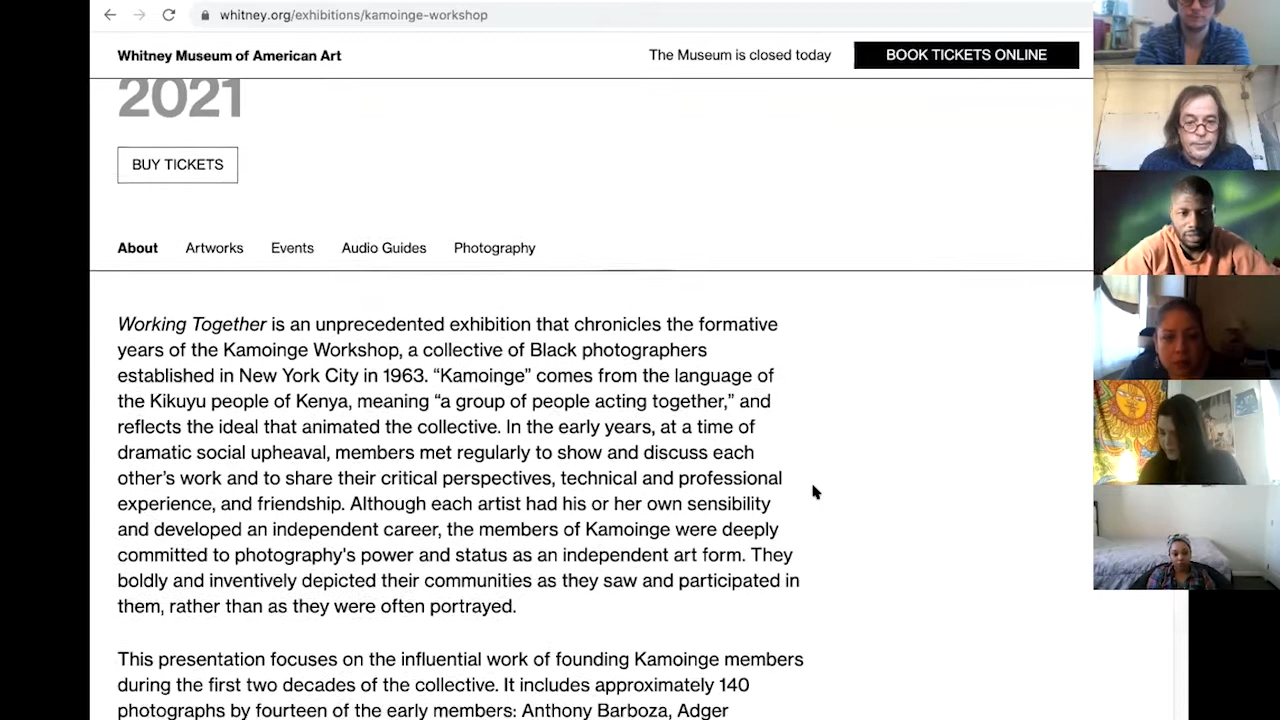 whitney.org/exhibitions/kamoinge-workshop
Whitney Museum of American Art
The Museum is closed today
BOOK TICKETS ONLINE
2021
BUY TICKETS
About
Artworks
Events
Audio Guides
Photography
Working Together is an unprecedented exhibition that chronicles the formative
years of the Kamoinge Workshop, a collective of Black photographers
established in New York City in 1963. “Kamoinge” comes from the language of
the Kikuyu people of Kenya, meaning “a group of people acting together,” and
reflects the ideal that animated the collective. In the early years, at a time of
dramatic social upheaval, members met regularly to show and discuss each
other’s work and to share their critical perspectives, technical and professional
experience, and friendship. Although each artist had his or her own sensibility
and developed an independent career, the members of Kamoinge were deeply
committed to photography's power and status as an independent art form. They
boldly and inventively depicted their communities as they saw and participated in
them, rather than as they were often portrayed.
This presentation focuses on the influential work of founding Kamoinge members
during the first two decades of the collective. It includes approximately 140
photographs by fourteen of the early members: Anthony Barboza, Adger